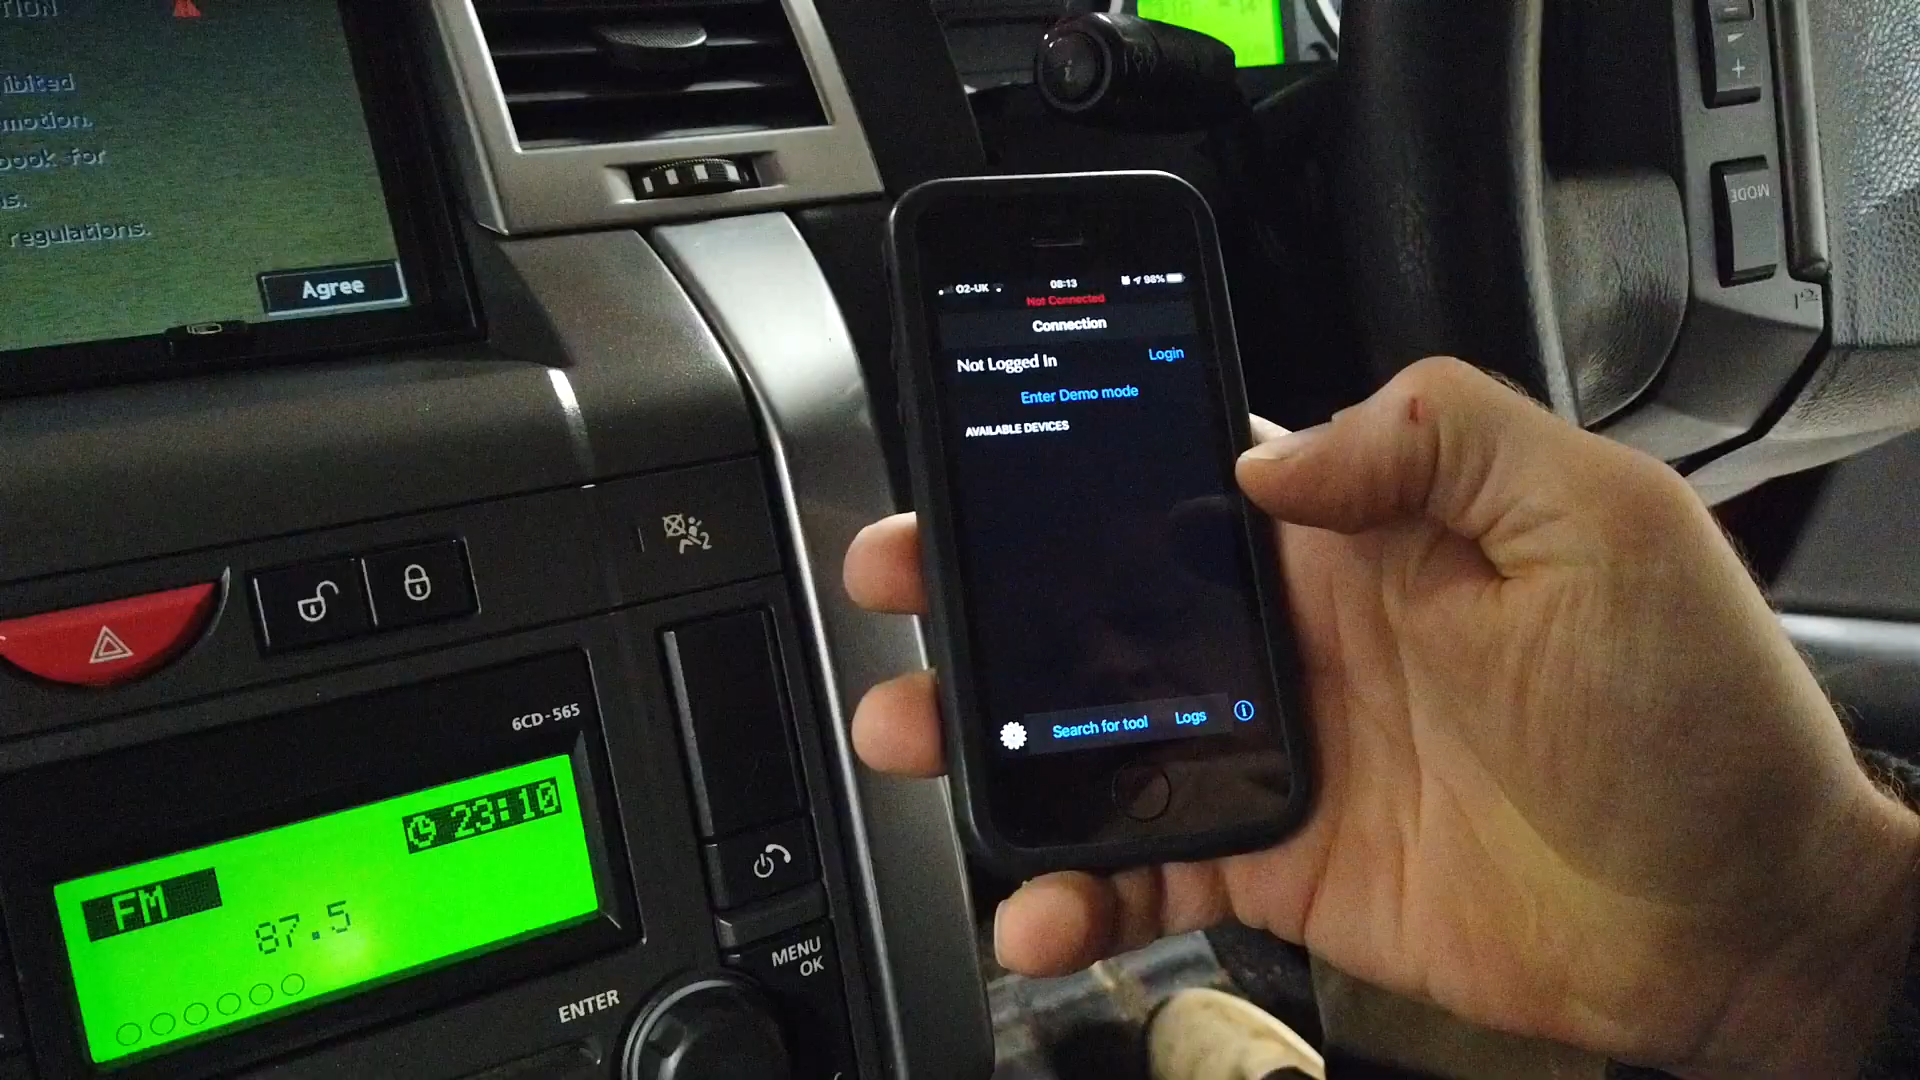 TION
ibited
motion.
book for
s.
regulations.
Agree
MODE
O2-UK 08:13 98%
Not Connected
Connection
Not Logged In Login
Enter Demo mode
AVAILABLE DEVICES
Search for tool Logs
6CD-565
23:10
FM
87.5
MENU
OK
ENTER